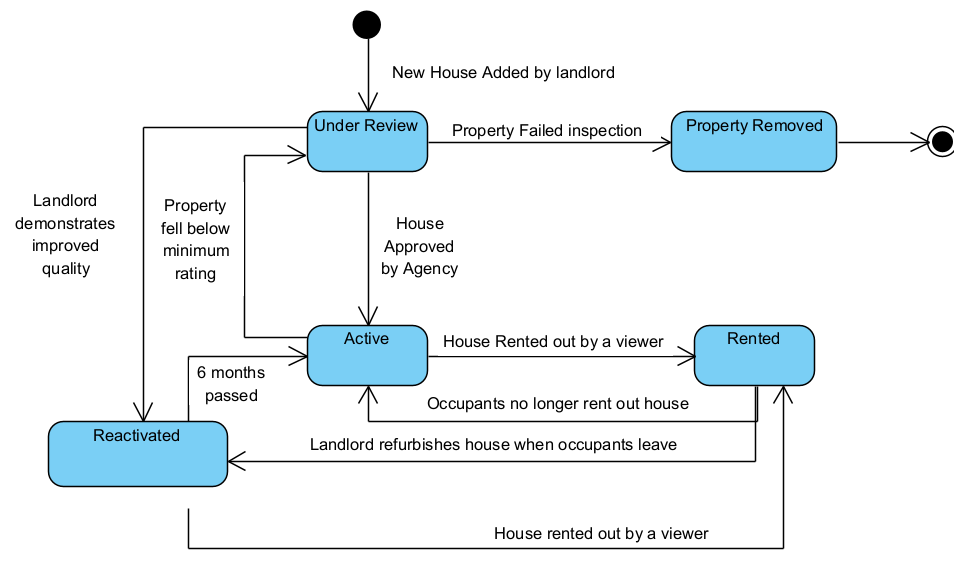 New House Added by landlord
Under Review
Property Failed inspection
Property Removed
Landlord
demonstrates
improved
quality
Property
fell below
minimum
rating
House
Approved
by Agency
Active
House Rented out by a viewer
Rented
6 months
passed
Occupants no longer rent out house
Reactivated
Landlord refurbishes house when occupants leave
House rented out by a viewer